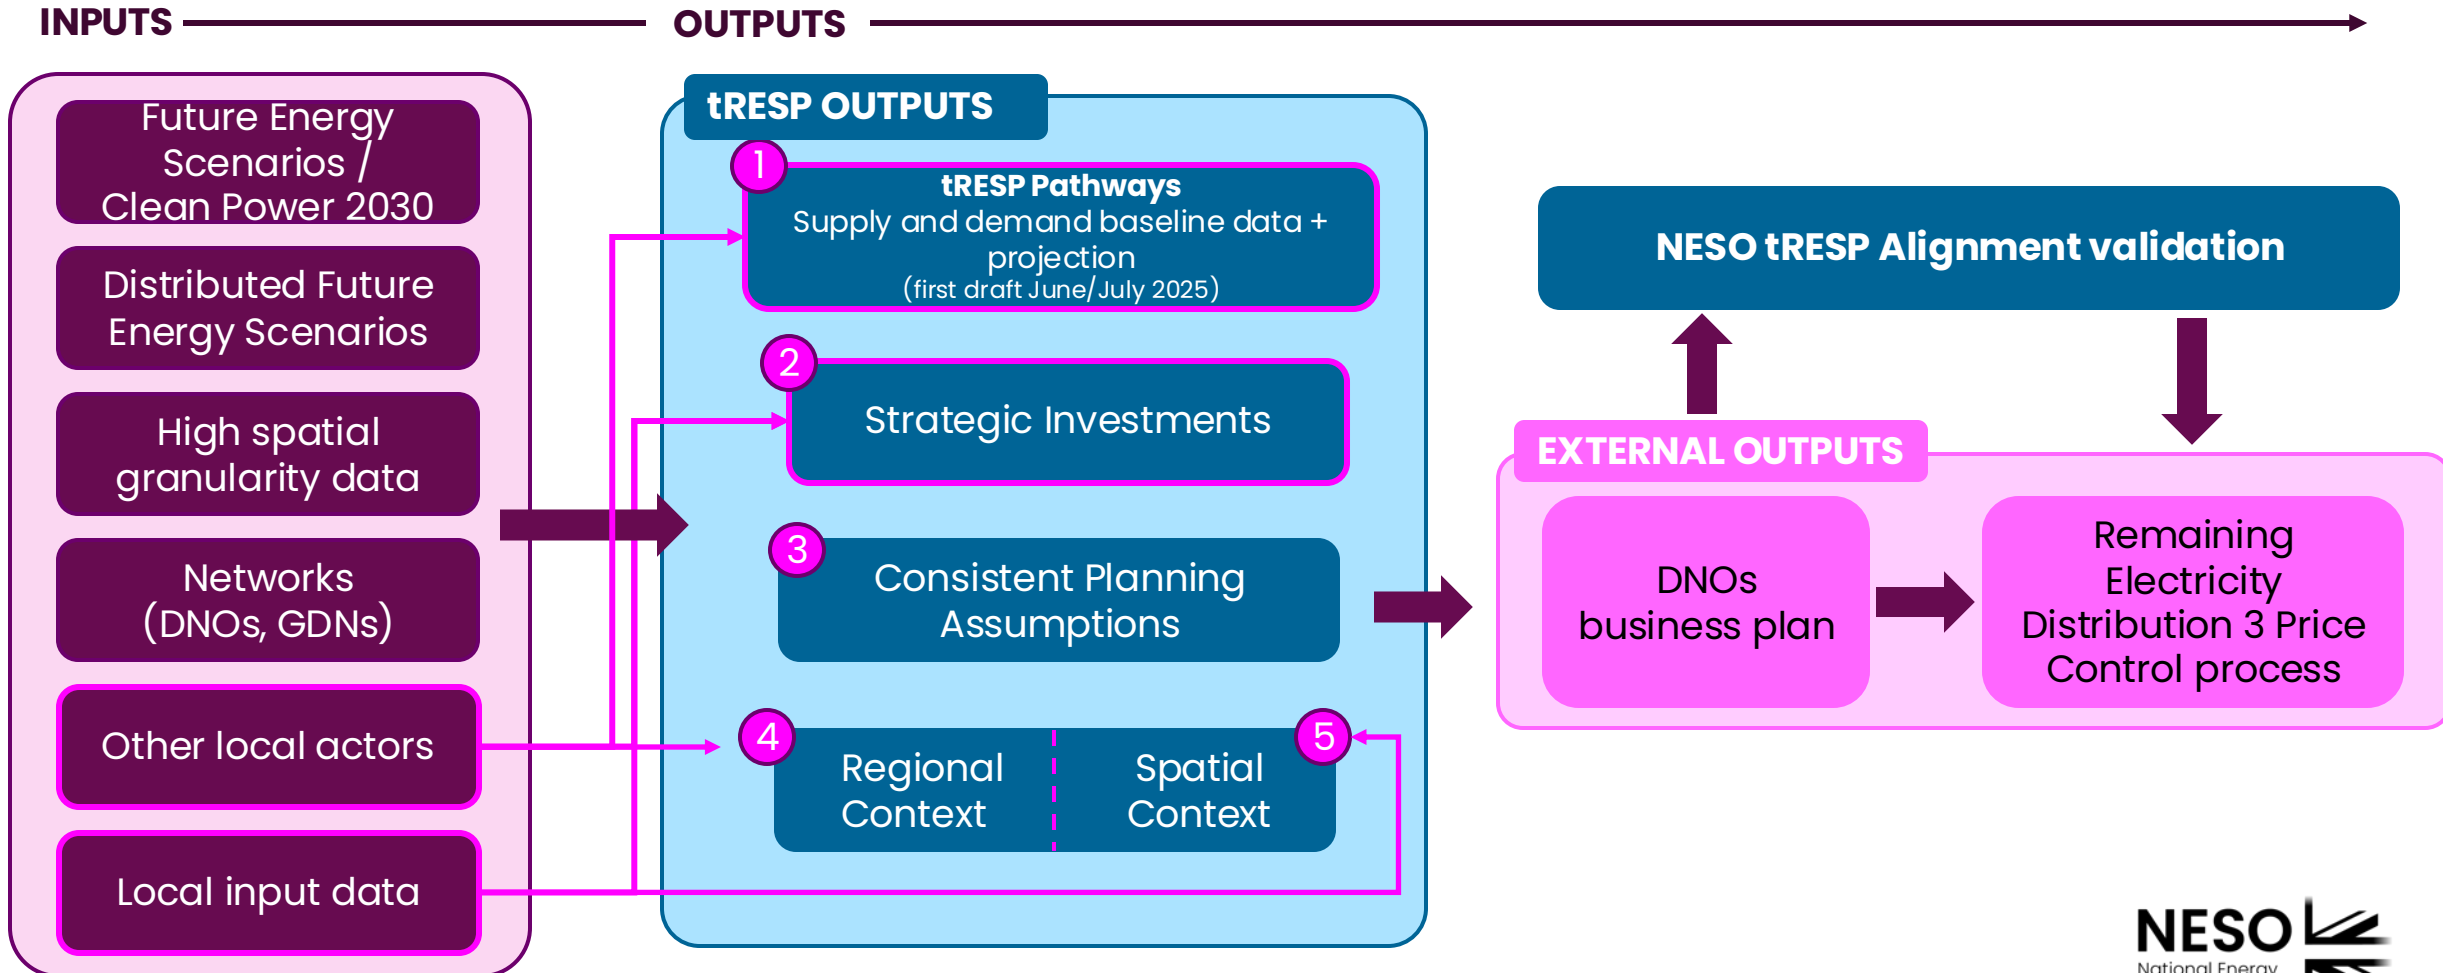 INPUTS
OUTPUTS
Future Energy
Scenarios /
Clean Power 2030
Distributed Future
Energy Scenarios
High spatial
granularity data
Networks
(DNOs, GDNs)
Other local actors
Local input data
tRESP OUTPUTS
1
tRESP Pathways
Supply and demand baseline data +
projection
(first draft June/July 2025)
2
Strategic Investments
3
Consistent Planning
Assumptions
4
Regional
Context
5
Spatial
Context
NESO tRESP Alignment validation
EXTERNAL OUTPUTS
DNOs
business plan
Remaining
Electricity
Distribution 3 Price
Control process
NESO
National Energy